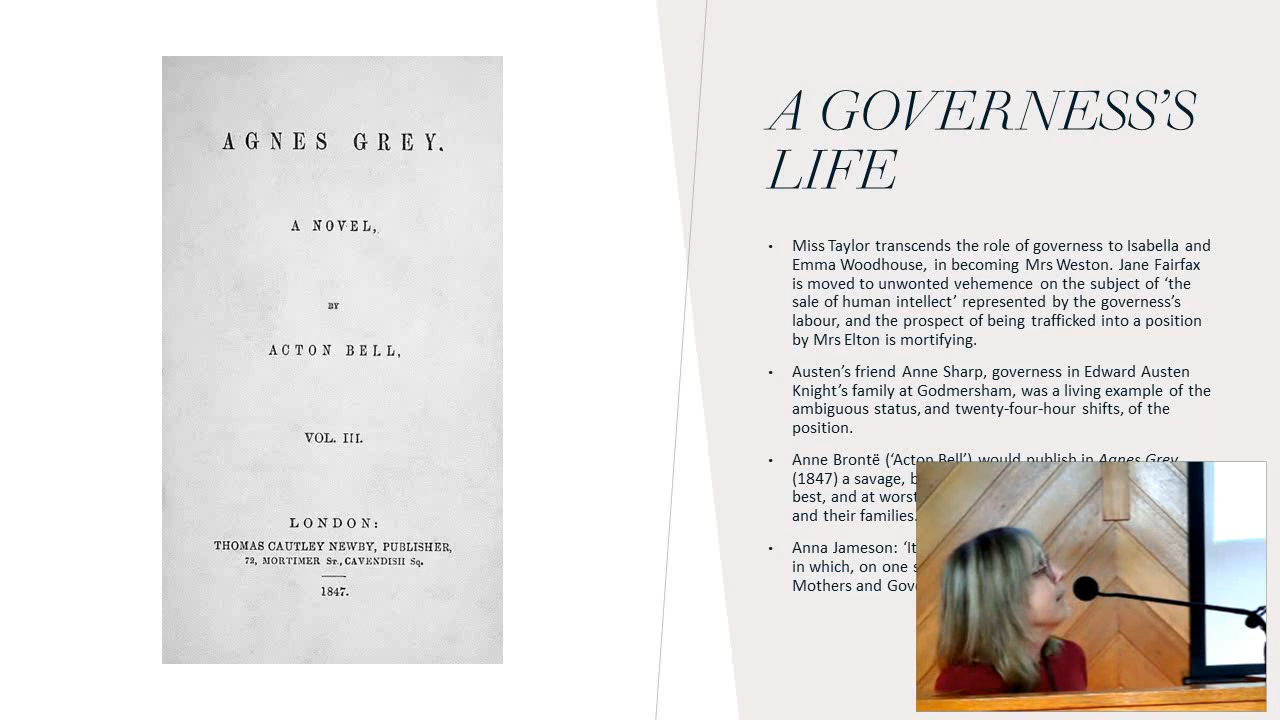 AGNES GREY.
A NOVEL,
BY
ACTON BELL,
VOL. III.
LONDON:
THOMAS CAUTLEY NEWBY, PUBLISHER,
72, MORTIMER St., CAVENDISH Sq.
1847.
A GOVERNESS'S
LIFE
• Miss Taylor transcends the role of governess to Isabella and
Emma Woodhouse, in becoming Mrs Weston. Jane Fairfax
is moved to unwonted vehemence on the subject of ‘the
sale of human intellect’ represented by the governess’s
labour, and the prospect of being trafficked into a position
by Mrs Elton is mortifying.
• Austen’s friend Anne Sharp, governess in Edward Austen
Knight’s family at Godmersham, was a living example of the
ambiguous status, and twenty-four-hour shifts, of the
position.
• Anne Brontë (‘Acton Bell’) would publish in Agnes Grey
(1847) a savage,
best, and at worst
and their families.
• Anna Jameson: ‘It
in which, on one
Mothers and